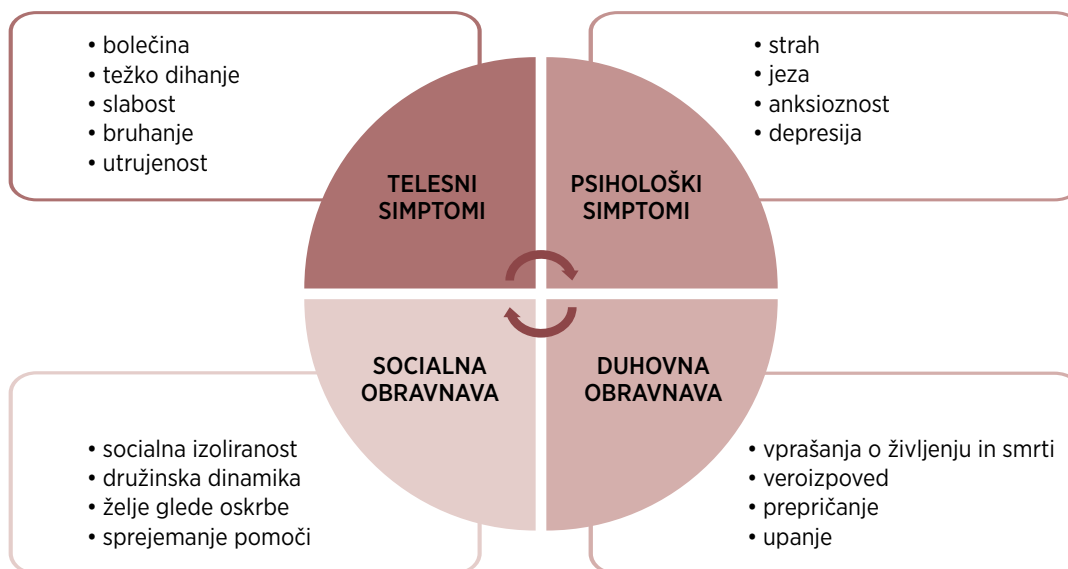 • bolečina
• težko dihanje
• slabost
• bruhanje
• utrujenost
TELESNI
SIMPTOMI
• strah
• jeza
• anksioznost
• depresija
PSIHOLOŠKI
SIMPTOMI
SOCIALNA
OBRAVNAVA
• socialna izoliranost
• družinska dinamika
• želje glede oskrbe
• sprejemanje pomoči
DUHOVNA
OBRAVNAVA
• vprašanja o življenju in smrti
• veroizpoved
• prepričanje
• upanje